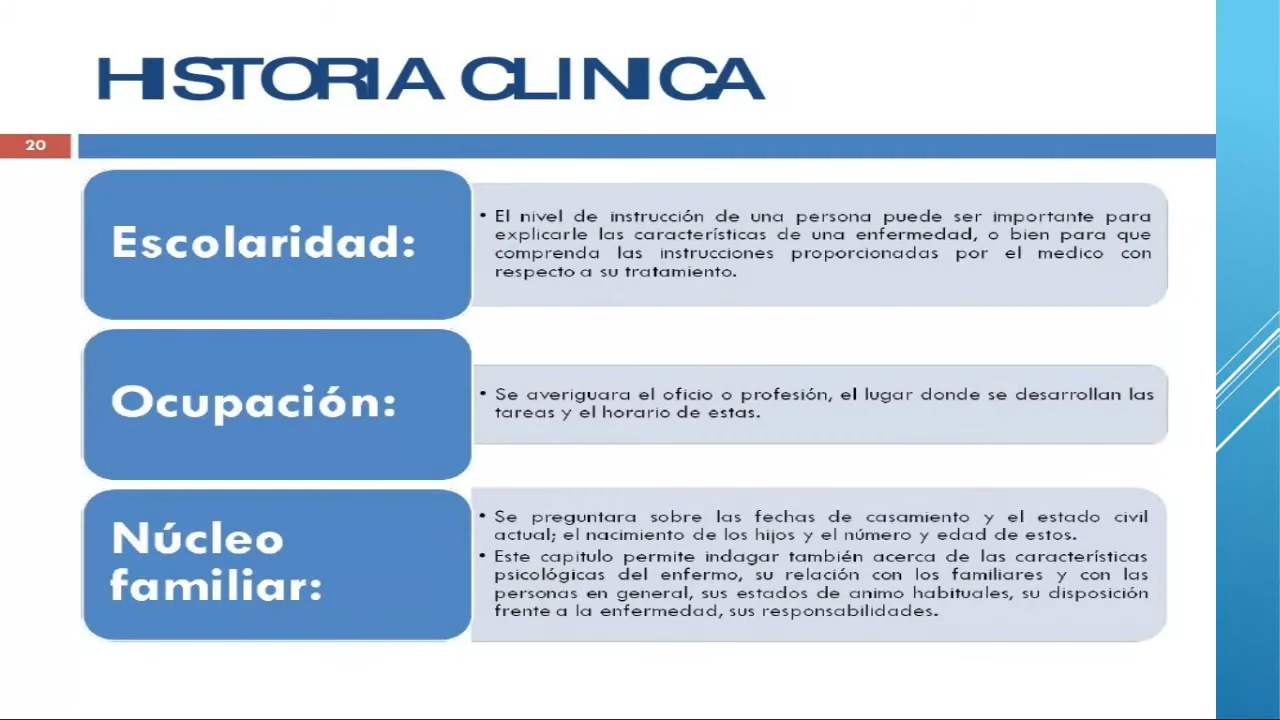 HISTORIA CLINICA
20
Escolaridad:
• El nivel de instrucción de una persona puede ser importante para
explicarle las características de una enfermedad, o bien para que
comprenda las instrucciones proporcionadas por el medico con
respecto a su tratamiento.
Ocupación:
• Se averiguara el oficio o profesión, el lugar donde se desarrollan las
tareas y el horario de estas.
Núcleo
familiar:
• Se preguntara sobre las fechas de casamiento y el estado civil
actual; el nacimiento de los hijos y el número y edad de estos.
• Este capitulo permite indagar también acerca de las características
psicológicas del enfermo, su relación con los familiares y con las
personas en general, sus estados de animo habituales, su disposición
frente a la enfermedad, sus responsabilidades.